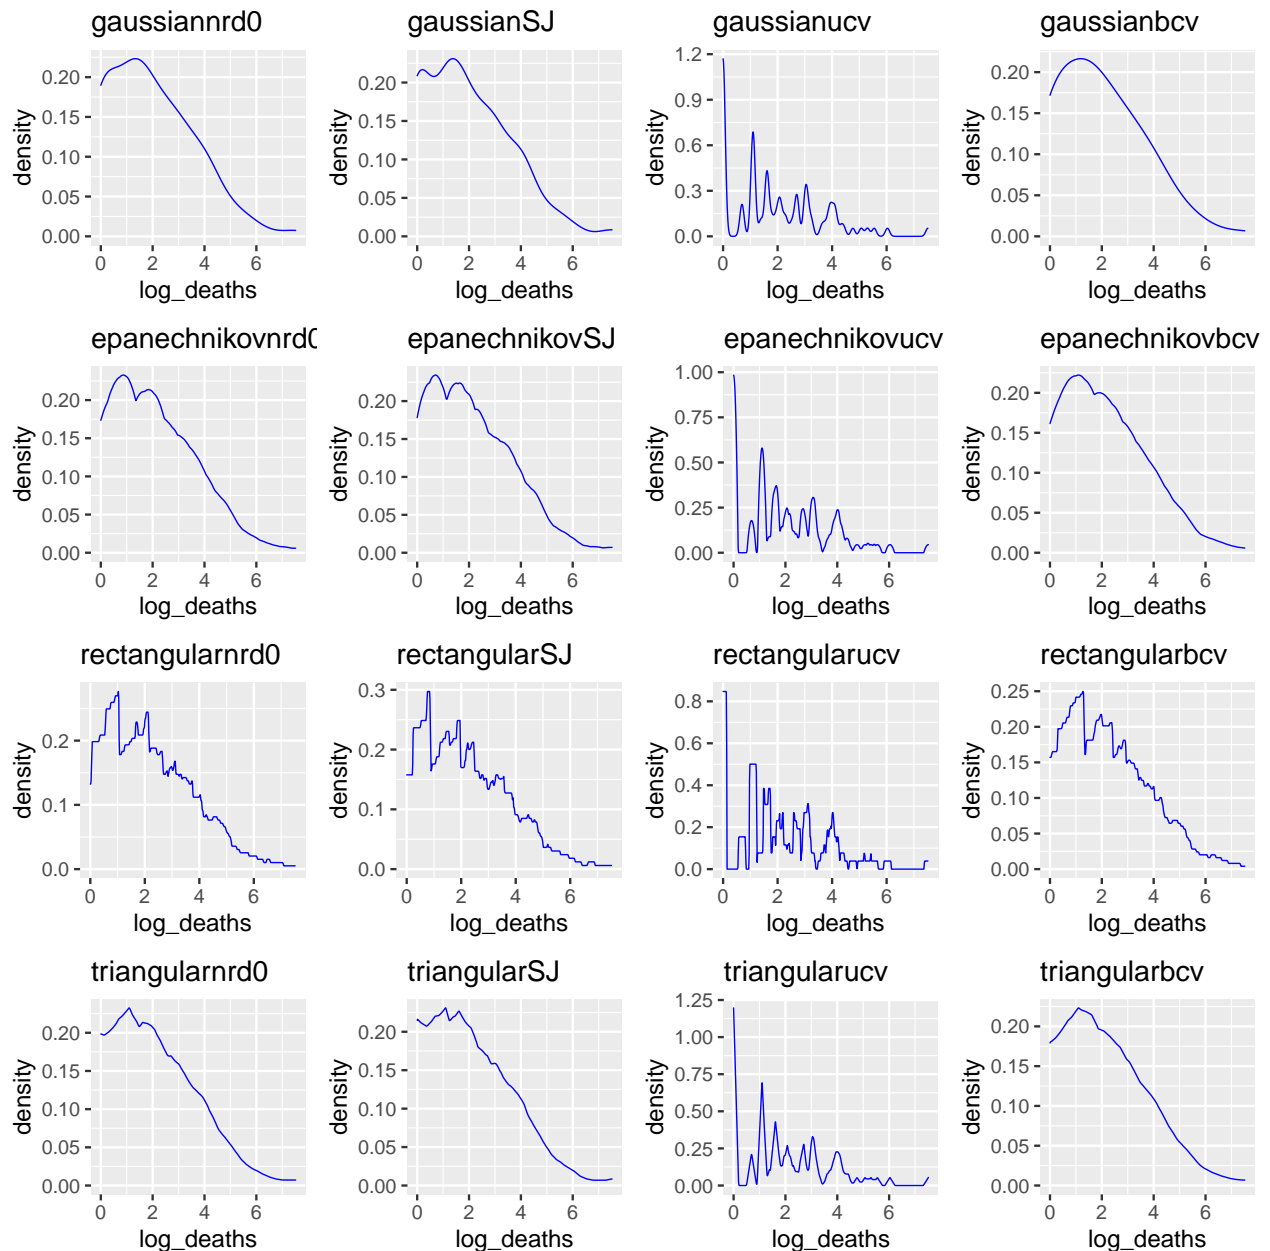 gaussiannrd0 gaussianSJ gaussianucv gaussianbcv
0.20 0.20 1.2 0.20
0.15 0.15 0.9 0.15
0.10 0.10 0.6 0.10
0.05 0.05 0.3 0.05
0.00 0.00 0.0 0.00
density density density density
0 2 4 6 0 2 4 6 0 2 4 6 0 2 4 6
log_deaths log_deaths log_deaths log_deaths
epanechnikovnrd0 epanechnikovSJ epanechnikovucv epanechnikovbcv
0.20 0.20 1.00 0.20
0.15 0.15 0.75 0.15
0.10 0.10 0.50 0.10
0.05 0.05 0.25 0.05
0.00 0.00 0.00 0.00
density density density density
0 2 4 6 0 2 4 6 0 2 4 6 0 2 4 6
log_deaths log_deaths log_deaths log_deaths
rectangularnrd0 rectangularSJ rectangularucv rectangularbcv
0.2 0.3 0.8 0.25
0.1 0.2 0.6 0.20
0.0 0.1 0.4 0.15
0.0 0.2 0.10
0.0 0.05
0.00
density density density density
0 2 4 6 0 2 4 6 0 2 4 6 0 2 4 6
log_deaths log_deaths log_deaths log_deaths
triangularnrd0 triangularSJ triangularucv triangularbcv
0.20 0.20 1.25 0.20
0.15 0.15 1.00 0.15
0.10 0.10 0.75 0.10
0.05 0.05 0.50 0.05
0.00 0.00 0.25 0.00
0.00
density density density density
0 2 4 6 0 2 4 6 0 2 4 6 0 2 4 6
log_deaths log_deaths log_deaths log_deaths